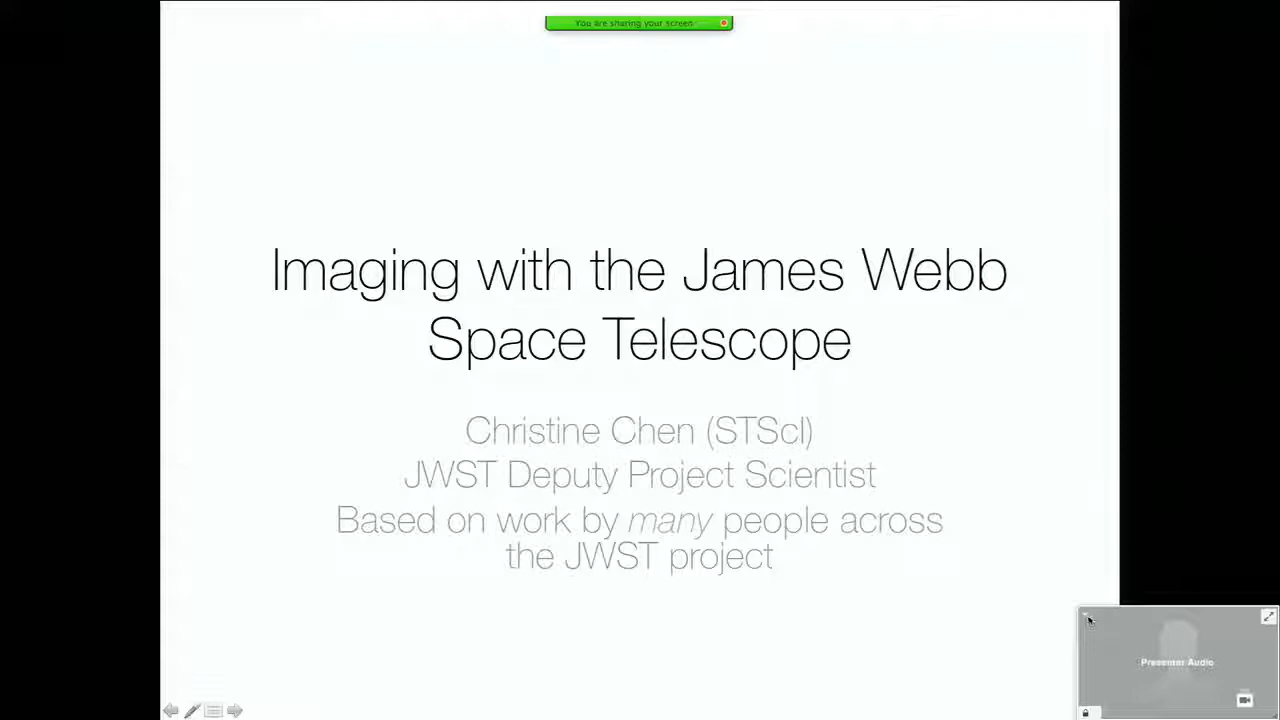 You are sharing your screen
Imaging with the James Webb
Space Telescope
Christine Chen (STScI)
JWST Deputy Project Scientist
Based on work by many people across
the JWST project
Presenter Audio